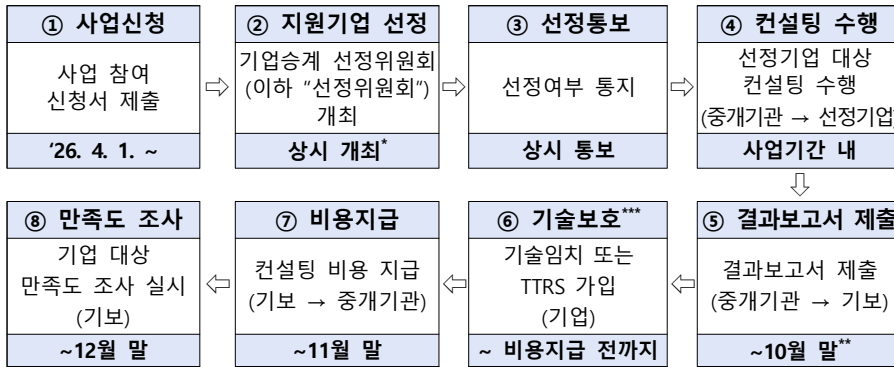 ① 사업신청
사업 참여
신청서 제출
‘26. 4. 1. ~
⇨
② 지원기업 선정
기업승계 선정위원회
(이하 “선정위원회”)
개최
상시 개최*
⇨
③ 선정통보
선정여부 통지
상시 통보
⇨
④ 컨설팅 수행
선정기업 대상
컨설팅 수행
(중개기관 → 선정기업)
사업기간 내
⇩
⑤ 결과보고서 제출
결과보고서 제출
(중개기관 → 기보)
~10월 말**
⇦
⑥ 기술보호***
기술임치 또는
TTRS 가입
(기업)
~ 비용지급 전까지
⇦
⑦ 비용지급
컨설팅 비용 지급
(기보 → 중개기관)
~11월 말
⇦
⑧ 만족도 조사
기업 대상
만족도 조사 실시
(기보)
~12월 말